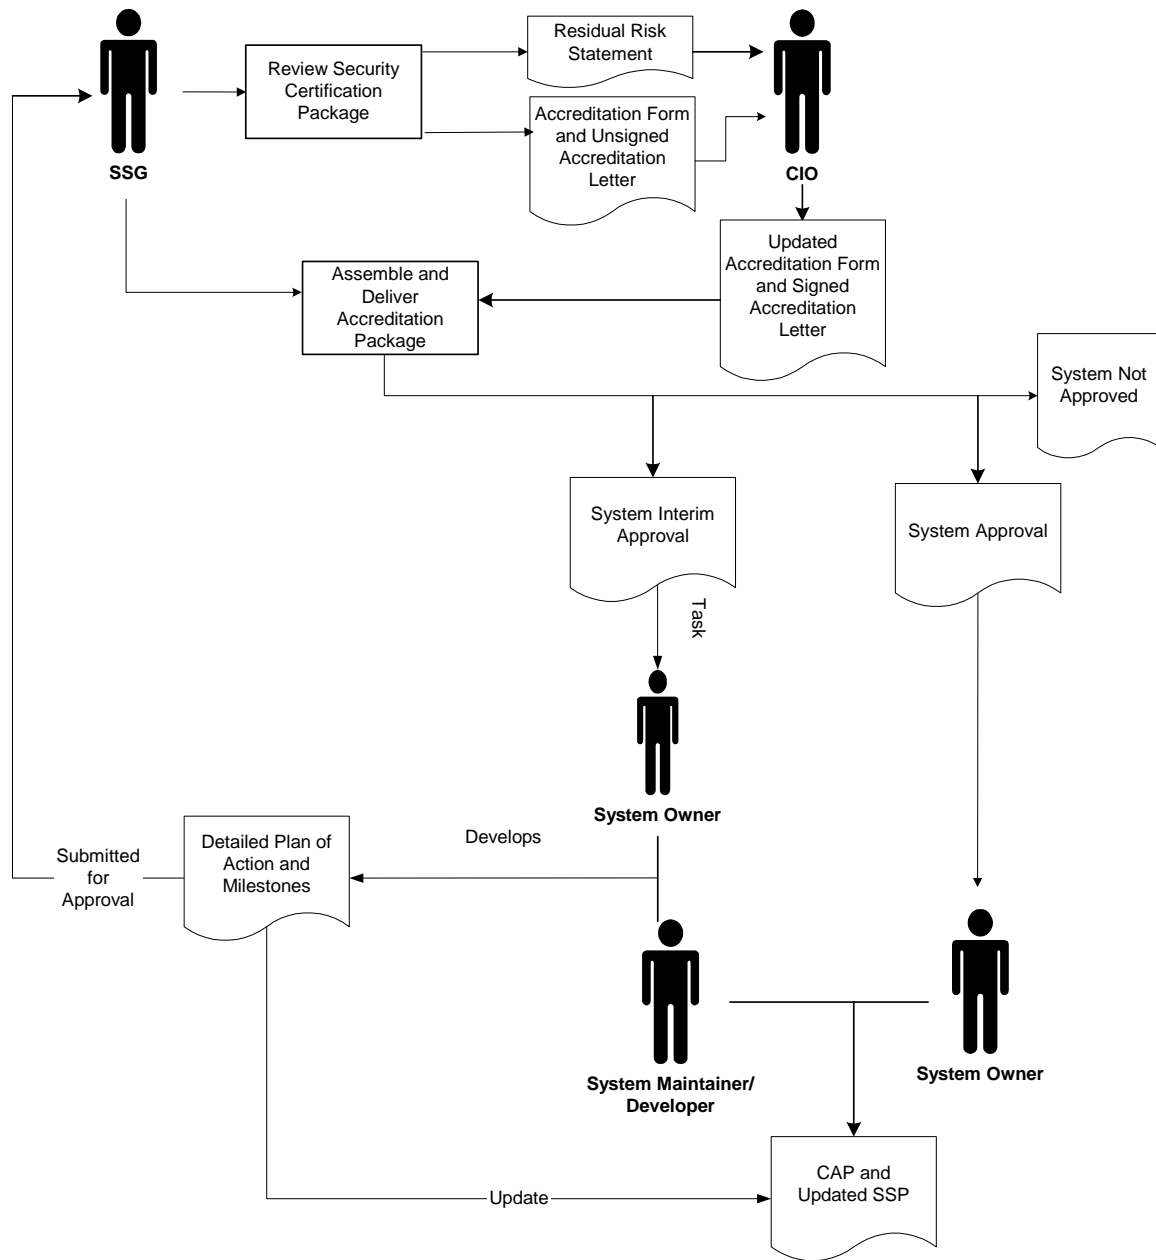 Residual Risk
Statement
Review Security
Certification
Package
Accreditation Form
and Unsigned
Accreditation
Letter
SSG
CIO
Updated
Accreditation Form
and Signed
Accreditation
Letter
Assemble and
Deliver
Accreditation
Package
System Not
Approved
System Interim
Approval
System Approval
Task
System Owner
Develops
Detailed Plan of
Action and
Milestones
Submitted
for
Approval
System Maintainer/
Developer
System Owner
CAP and
Updated SSP
Update